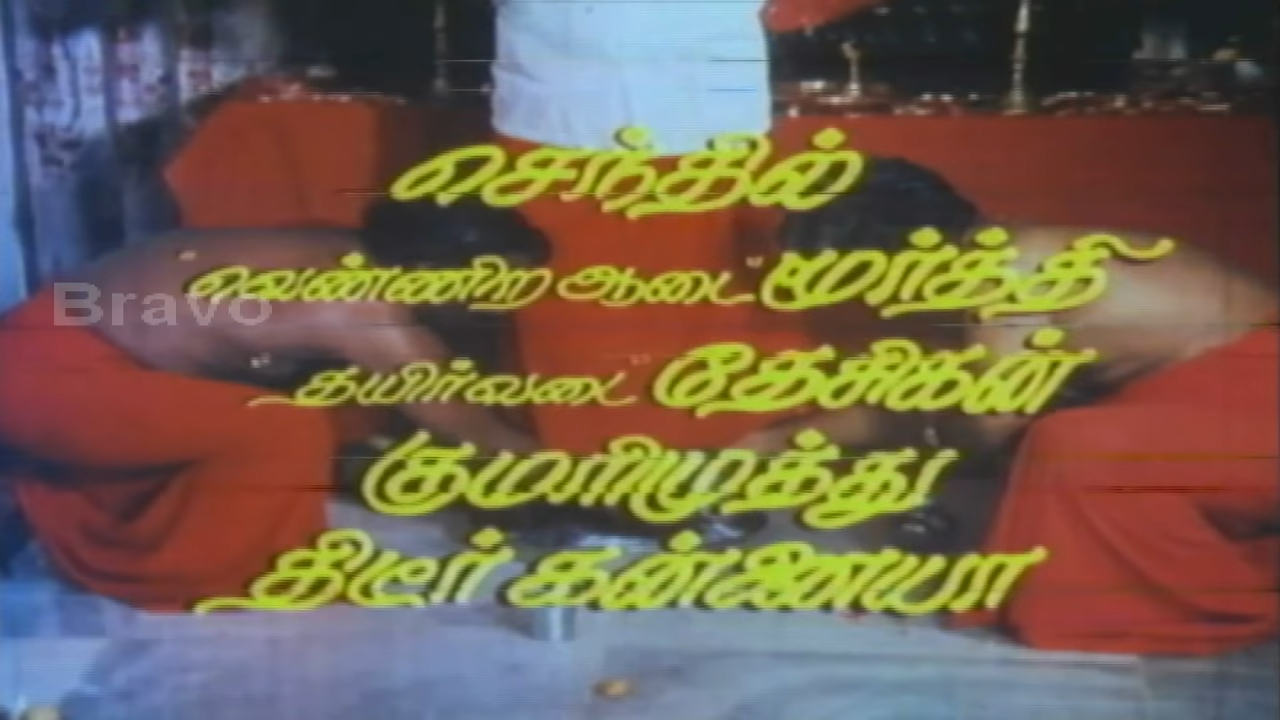 செந்தில்
"வெண்ணிற ஆடை" மூர்த்தி
Bravo
"தயிர்வடை" தேசிகன்
குமரிமுத்து
திடீர் கன்னையா